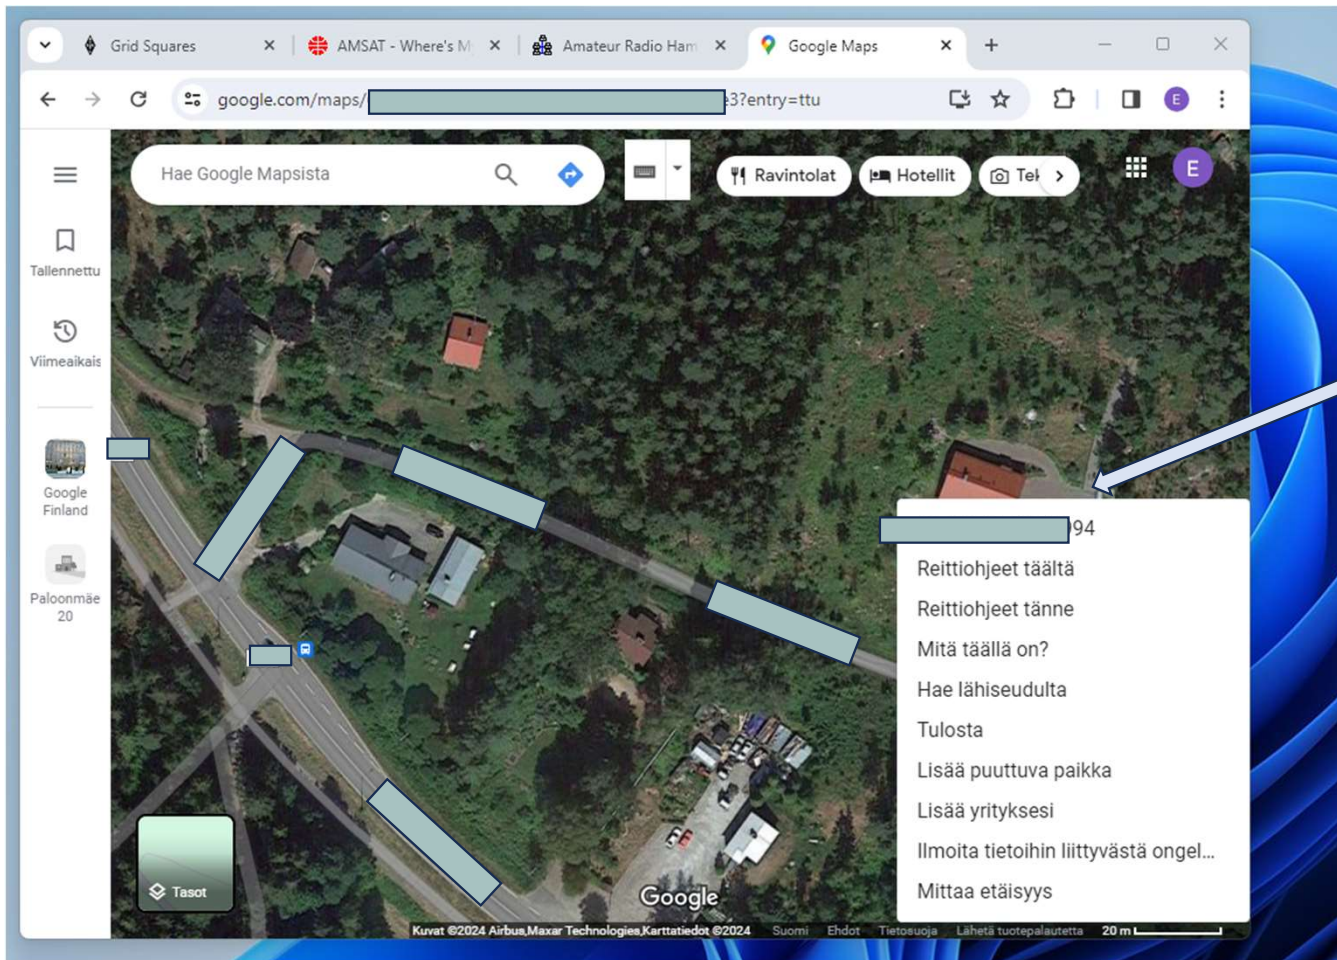 Grid Squares
AMSAT - Where's M
Amateur Radio Ham
Google Maps
google.com/maps/
3?entry=ttu
E
Hae Google Mapsista
Ravintolat
Hotellit
Tek
E
Tallennettu
Viimeaikais
Google
Finland
Paloonmäe
20
94
Reittiohjeet täältä
Reittiohjeet tänne
Mitä täällä on?
Hae lähiseudulta
Tulosta
Lisää puuttuva paikka
Lisää yrityksesi
Ilmoita tietoihin liittyvästä ongel...
Mittaa etäisyys
Tasot
Google
Kuvat ©2024 Airbus,Maxar Technologies,Karttatiedot ©2024 Suomi Ehdot Tietosuoja Lähetä tuotepalautetta 20 m